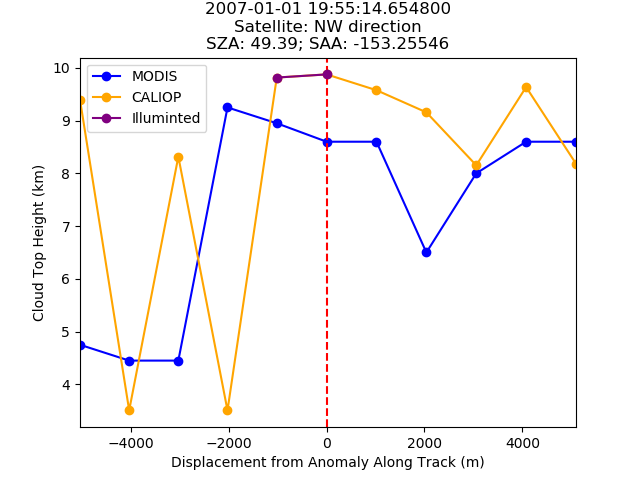 2007-01-01 19:55:14.654800
Satellite: NW direction
SZA: 49.39; SAA: -153.25546
MODIS
CALIOP
Illuminted
10
9
8
7
6
5
4
Cloud Top Height (km)
−4000
−2000
0
2000
4000
Displacement from Anomaly Along Track (m)